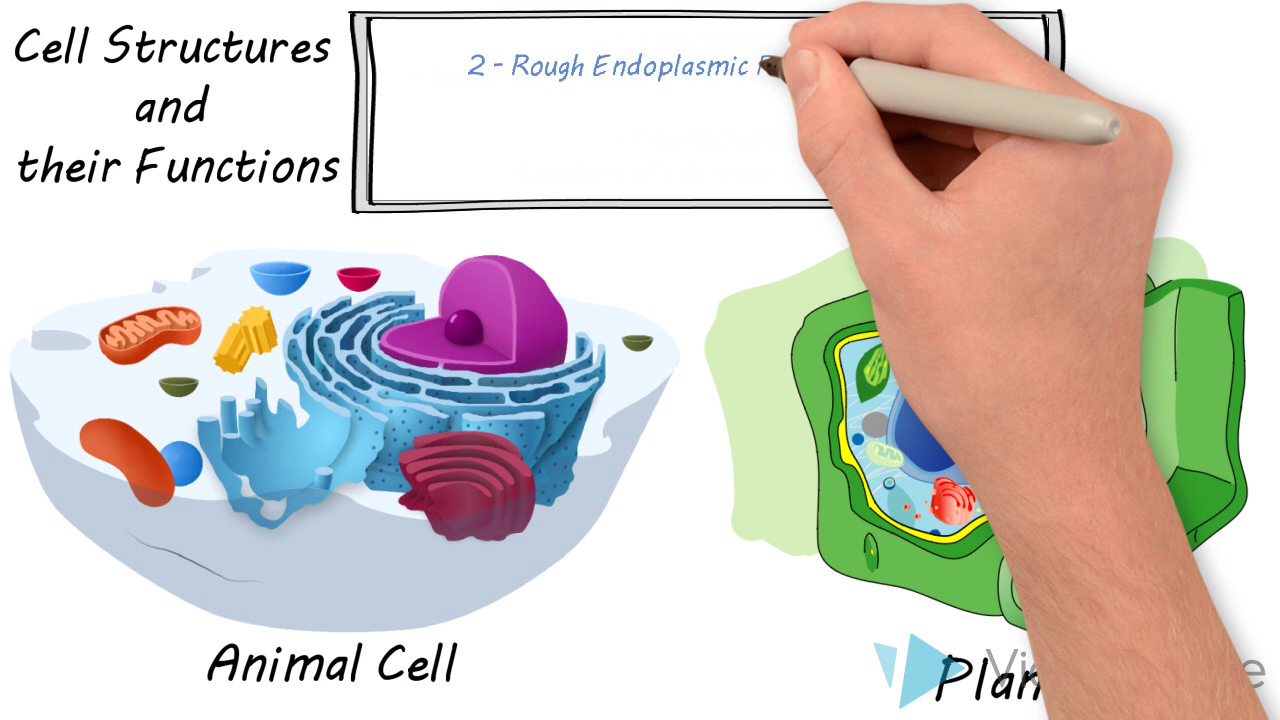 Cell Structures
and
their Functions
2 - Rough Endoplasmic
Animal Cell